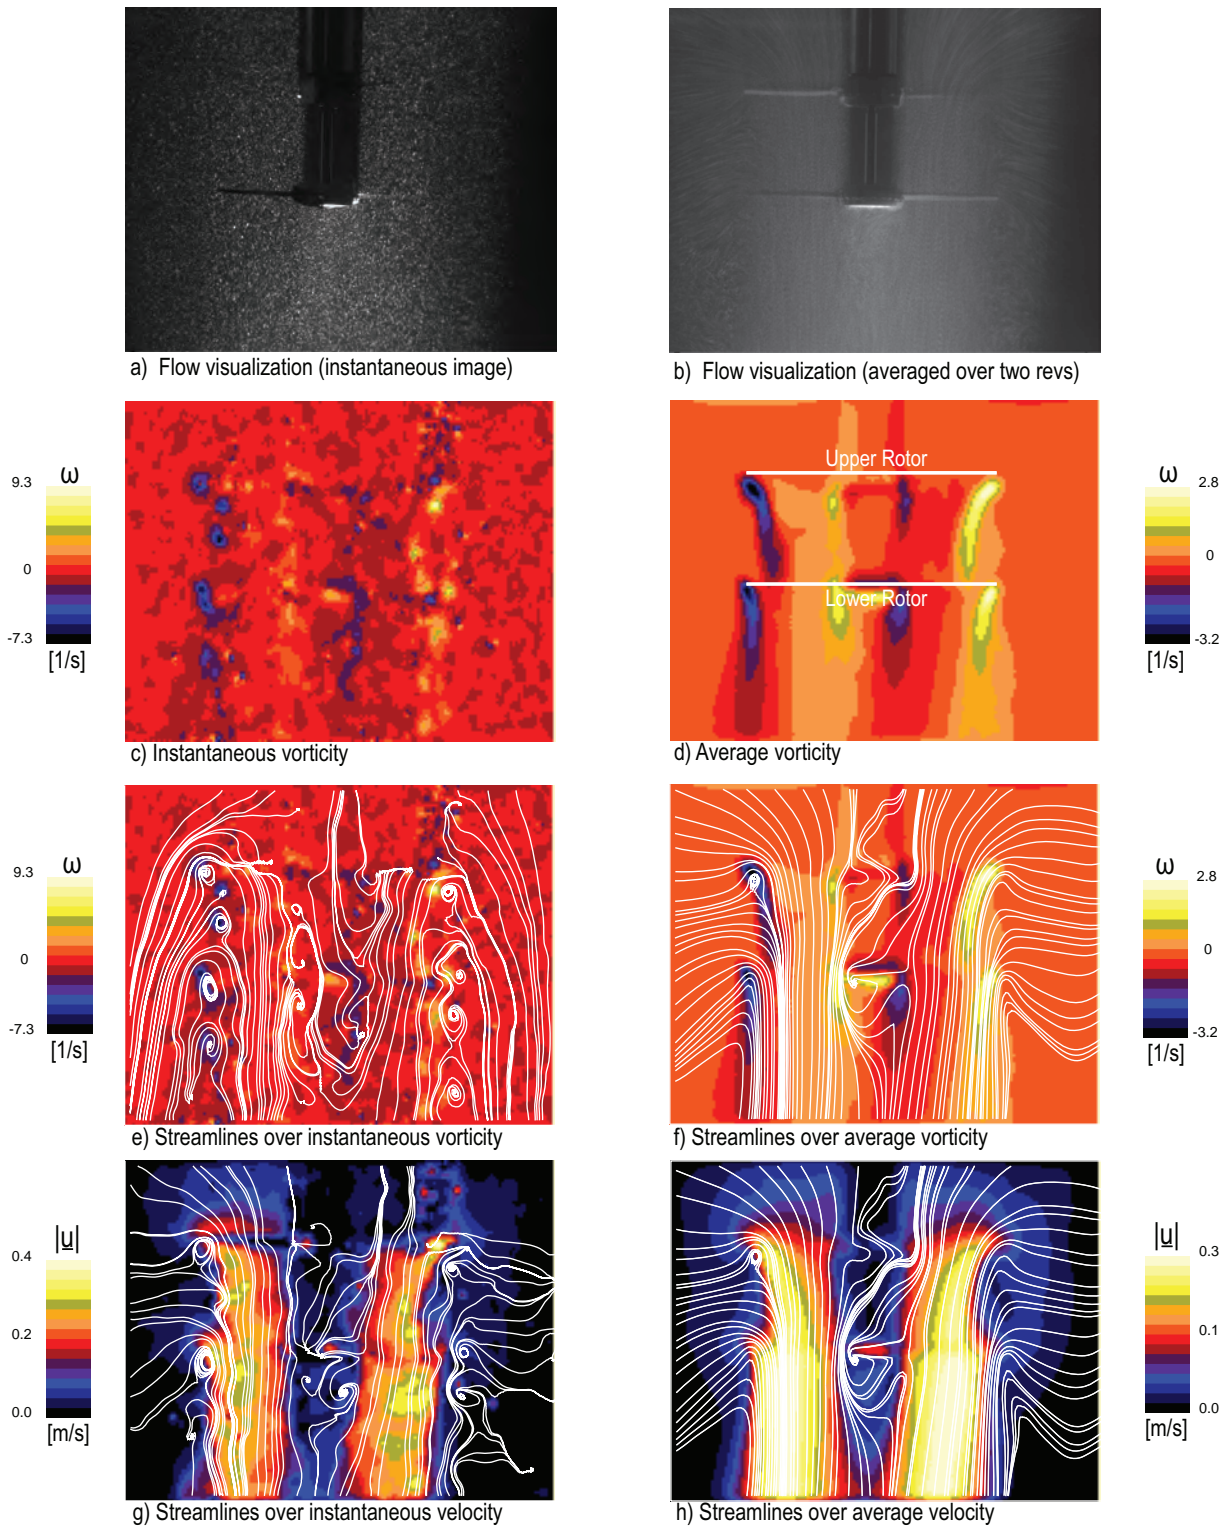 a) Flow visualization (instantaneous image)
b) Flow visualization (averaged over two revs)
ω
9.3
0
-7.3
[1/s]
Upper Rotor
Lower Rotor
ω
2.8
0
-3.2
[1/s]
c) Instantaneous vorticity
d) Average vorticity
ω
9.3
0
-7.3
[1/s]
ω
2.8
0
-3.2
[1/s]
e) Streamlines over instantaneous vorticity
f) Streamlines over average vorticity
|u|
0.4
0.2
0.0
[m/s]
|u|
0.3
0.1
0.0
[m/s]
g) Streamlines over instantaneous velocity
h) Streamlines over average velocity